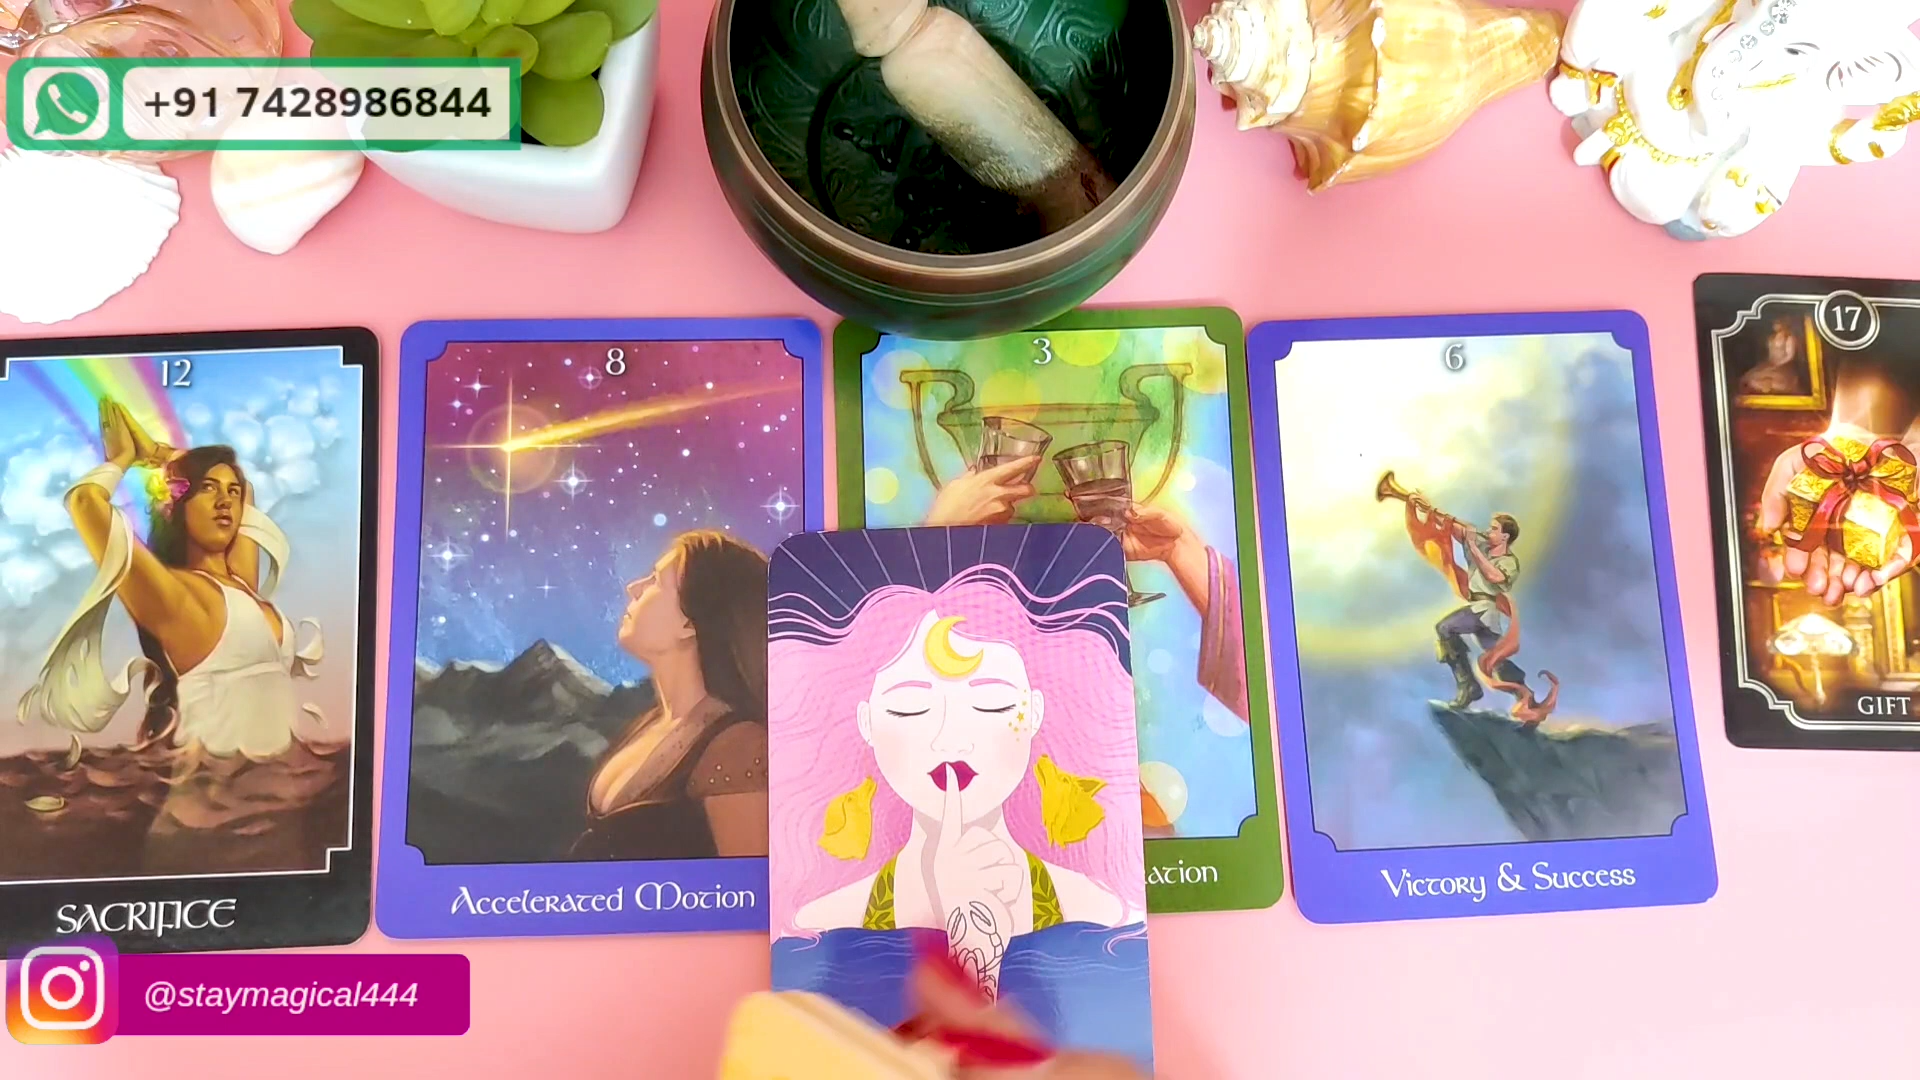 +91 7428986844
12
8
3
6
17
GIFT
ation
Victory & Success
Accelerated Motion
SACRIFICE
@staymagical444